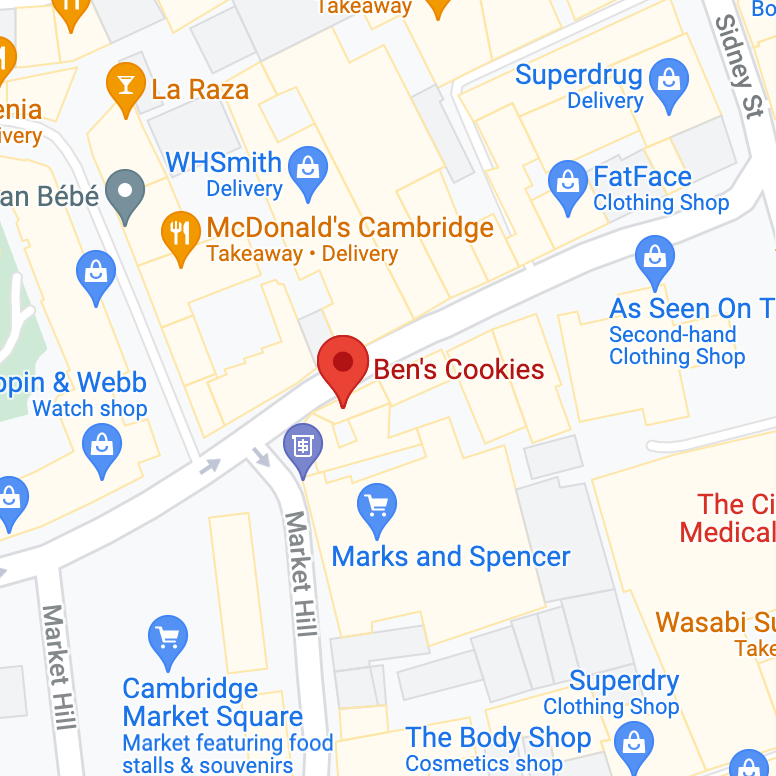 Takeaway
Bo
Sidney St
La Raza
Superdrug
Delivery
enia
ivery
WHSmith
Delivery
an Bébé
FatFace
Clothing Shop
McDonald's Cambridge
Takeaway • Delivery
As Seen On T
Second-hand
Clothing Shop
Ben's Cookies
ppin & Webb
Watch shop
The Ci
Medical
Marks and Spencer
Market Hill
Market Hill
Wasabi Su
Take
Cambridge
Market Square
Market featuring food
stalls & souvenirs
Superdry
Clothing Shop
The Body Shop
Cosmetics shop